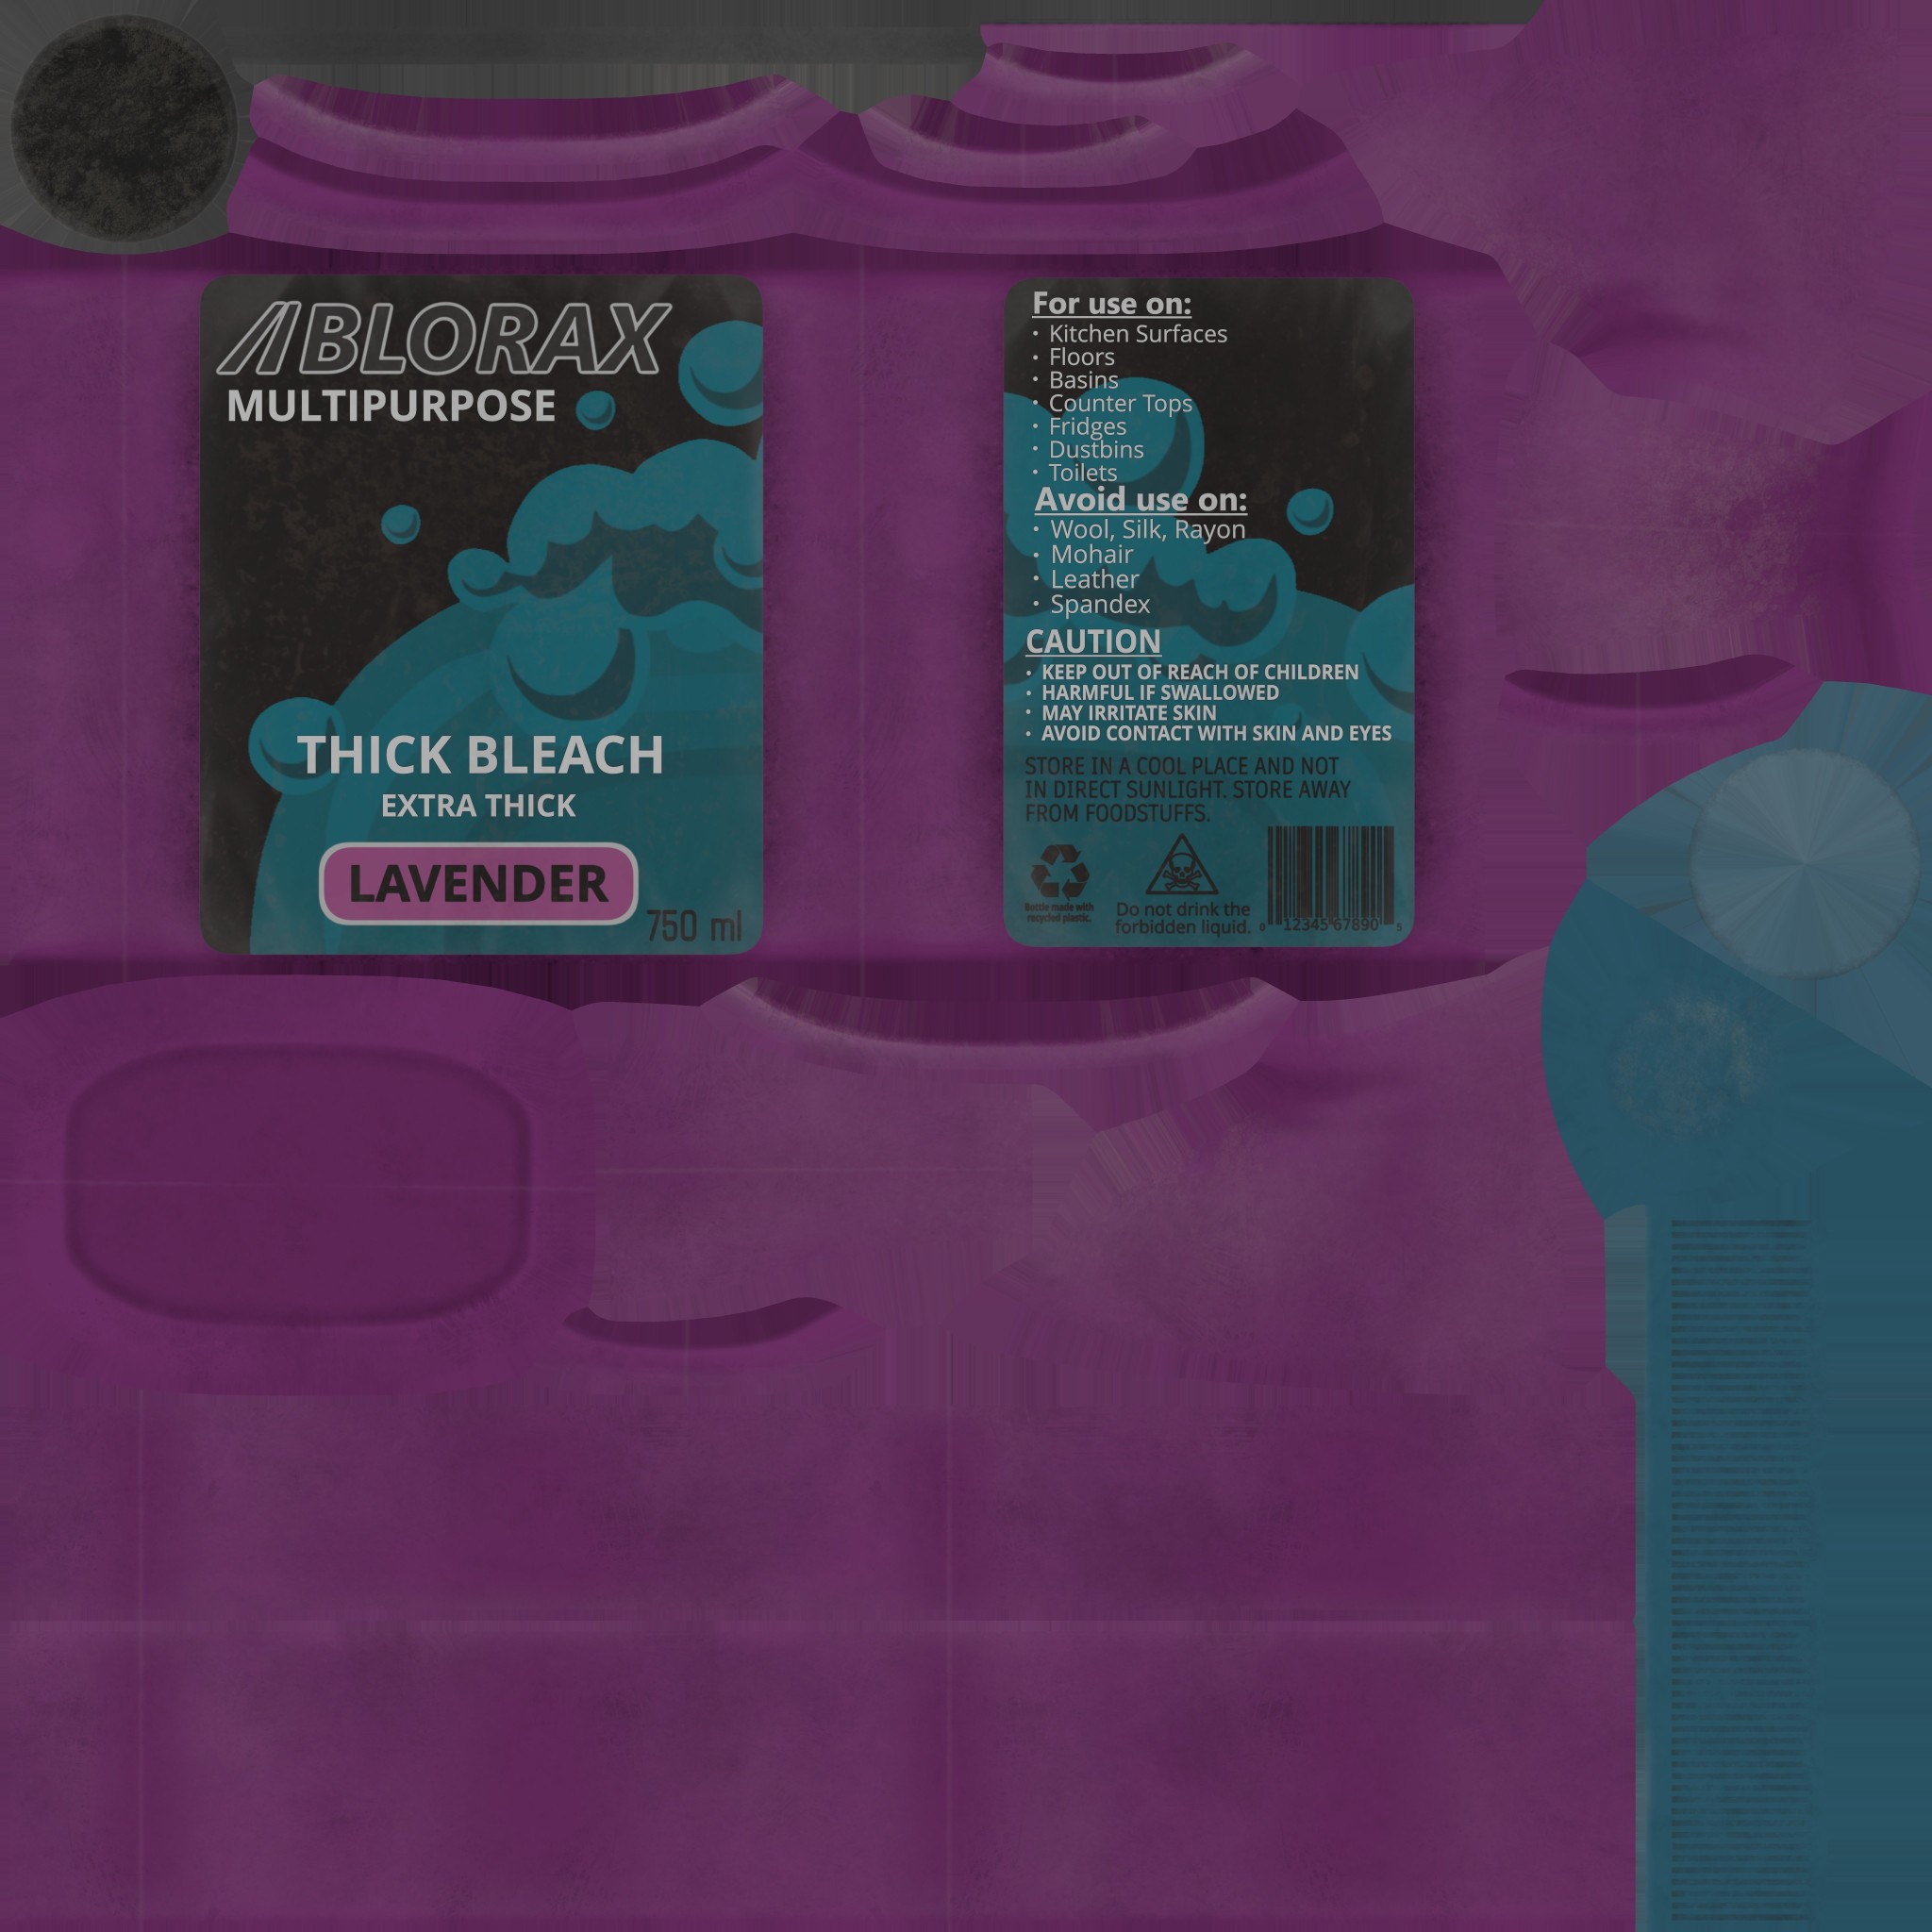 BLORAX
MULTIPURPOSE
THICK BLEACH
EXTRA THICK
LAVENDER
750 ml
For use on:
• Kitchen Surfaces
• Floors
• Basins
• Counter Tops
• Fridges
• Dustbins
• Toilets
Avoid use on:
• Wool, Silk, Rayon
• Mohair
• Leather
• Spandex
CAUTION
• KEEP OUT OF REACH OF CHILDREN
• HARMFUL IF SWALLOWED
• MAY IRRITATE SKIN
• AVOID CONTACT WITH SKIN AND EYES
STORE IN A COOL PLACE AND NOT
IN DIRECT SUNLIGHT. STORE AWAY
FROM FOODSTUFFS.
Bottle made with
recycled plastic.
Do not drink the
forbidden liquid.
0 12345 67890 5